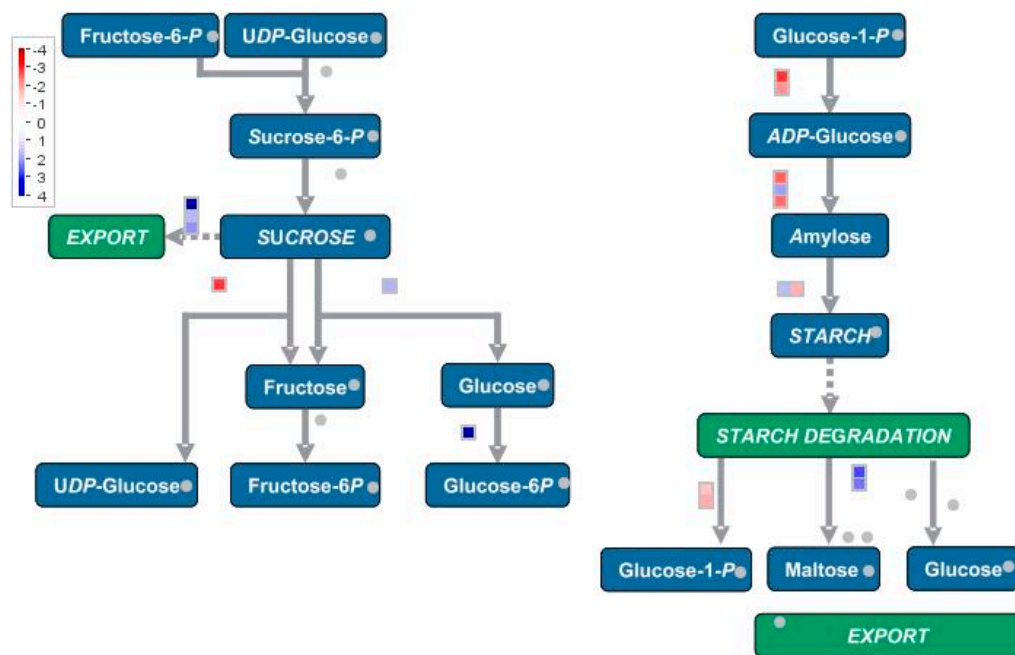 Fructose-6-P
UDP-Glucose
Glucose-1-P
-4
-3
-2
-1
0
1
2
3
4
Sucrose-6-P
ADP-Glucose
EXPORT
SUCROSE
Amylose
STARCH
Fructose
Glucose
STARCH DEGRADATION
UDP-Glucose
Fructose-6P
Glucose-6P
Glucose-1-P
Maltose
Glucose
EXPORT